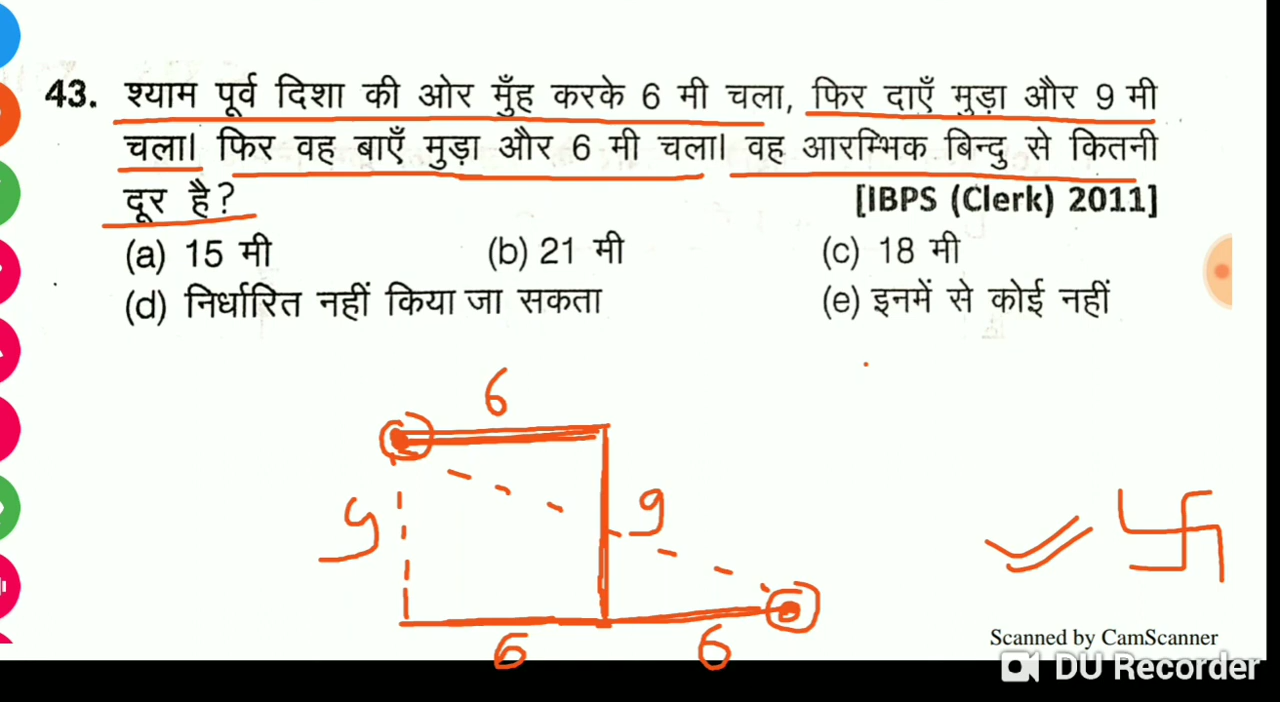 43. श्याम पूर्व दिशा की ओर मुँह करके 6 मी चला, फिर दाएँ मुड़ा और 9 मी
चला। फिर वह बाएँ मुड़ा और 6 मी चला। वह आरम्भिक बिन्दु से कितनी
दूर है? [IBPS (Clerk) 2011]
(a) 15 मी (b) 21 मी (c) 18 मी
(d) निर्धारित नहीं किया जा सकता (e) इनमें से कोई नहीं
6
9 9
6 6
Scanned by CamScanner
DU Recorder